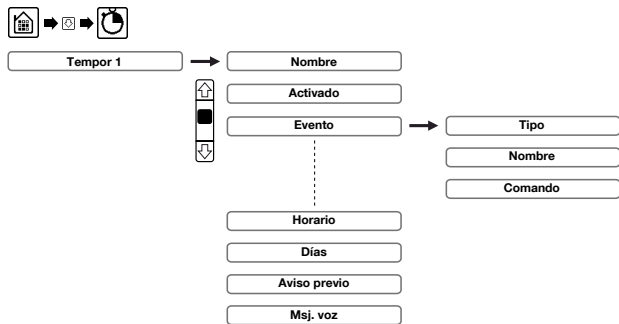 Tempor 1
Nombre
Activado
Evento
Tipo
Nombre
Comando
Horario
Días
Aviso previo
Msj. voz